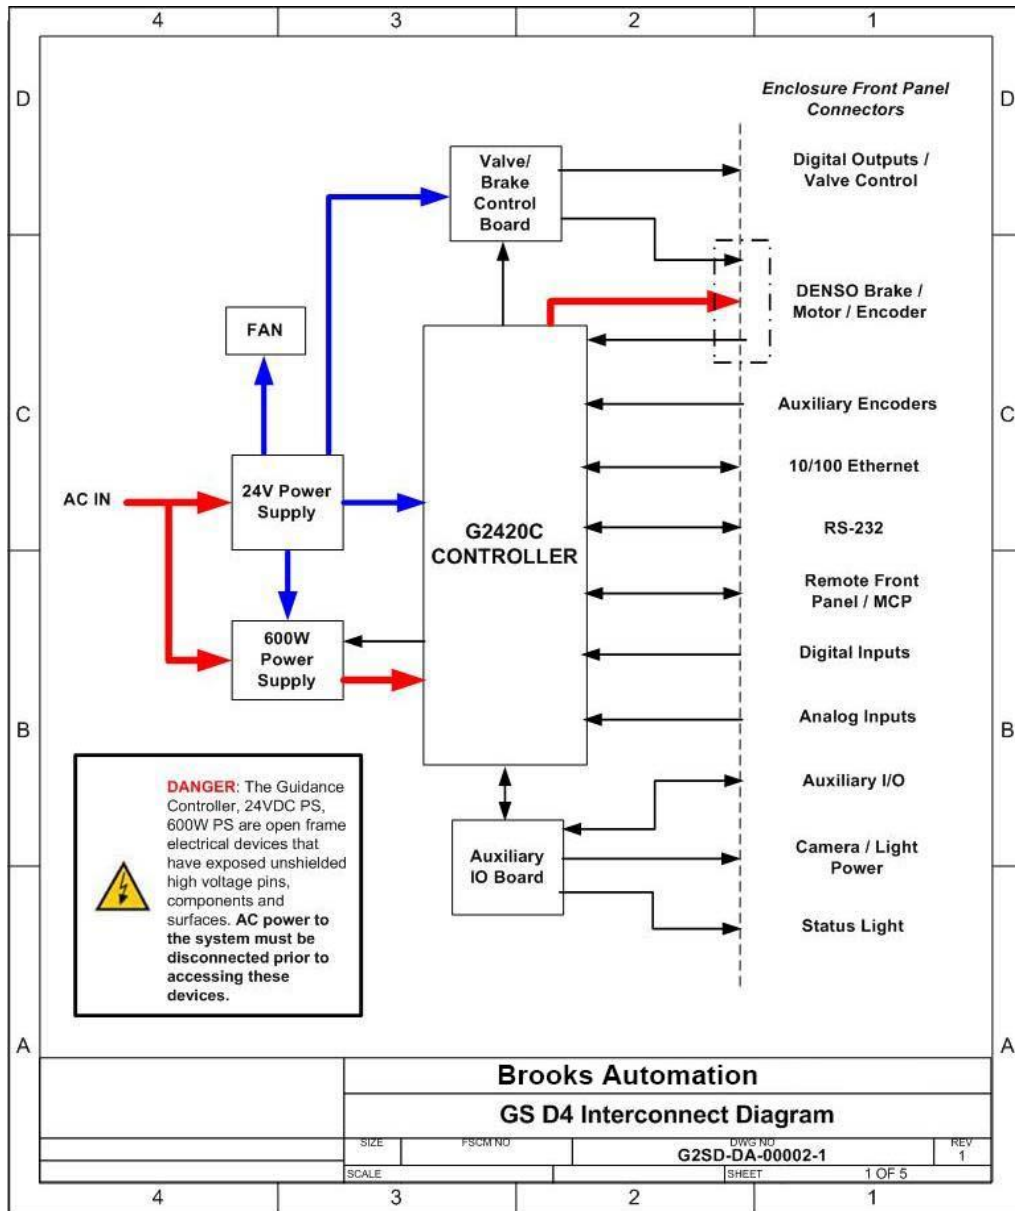 4 3 2 1
D D
Enclosure Front Panel
Connectors
Valve/
Brake
Control
Board
Digital Outputs /
Valve Control
DENSO Brake /
Motor / Encoder
FAN
C C
Auxiliary Encoders
10/100 Ethernet
AC IN
24V Power
Supply
G2420C
CONTROLLER
RS-232
Remote Front
Panel / MCP
600W
Power
Supply
Digital Inputs
Analog Inputs
B B
Auxiliary I/O
DANGER: The Guidance
Controller, 24VDC PS,
600W PS are open frame
electrical devices that
have exposed unshielded
high voltage pins,
components and
surfaces. AC power to
the system must be
disconnected prior to
accessing these
devices.
Auxiliary
IO Board
Camera / Light
Power
Status Light
A A
Brooks Automation
GS D4 Interconnect Diagram
SIZE FSCM NO DWG NO REV
G2SD-DA-00002-1 1
SCALE SHEET 1 OF 5
4 3 2 1